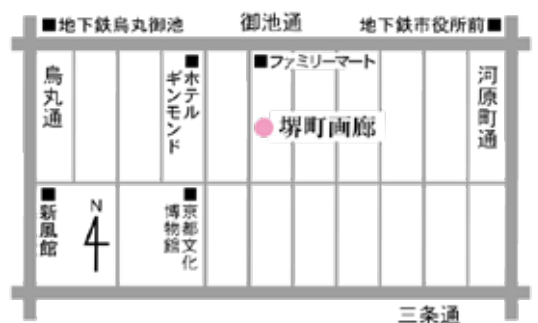 ■地下鉄烏丸御池
御池通
地下鉄市役所前■
烏丸通
■ホテル
ギンモンド
■ファミリーマート
河原町通
堺町画廊
■新風館
N
■京都文化
博物館
三条通